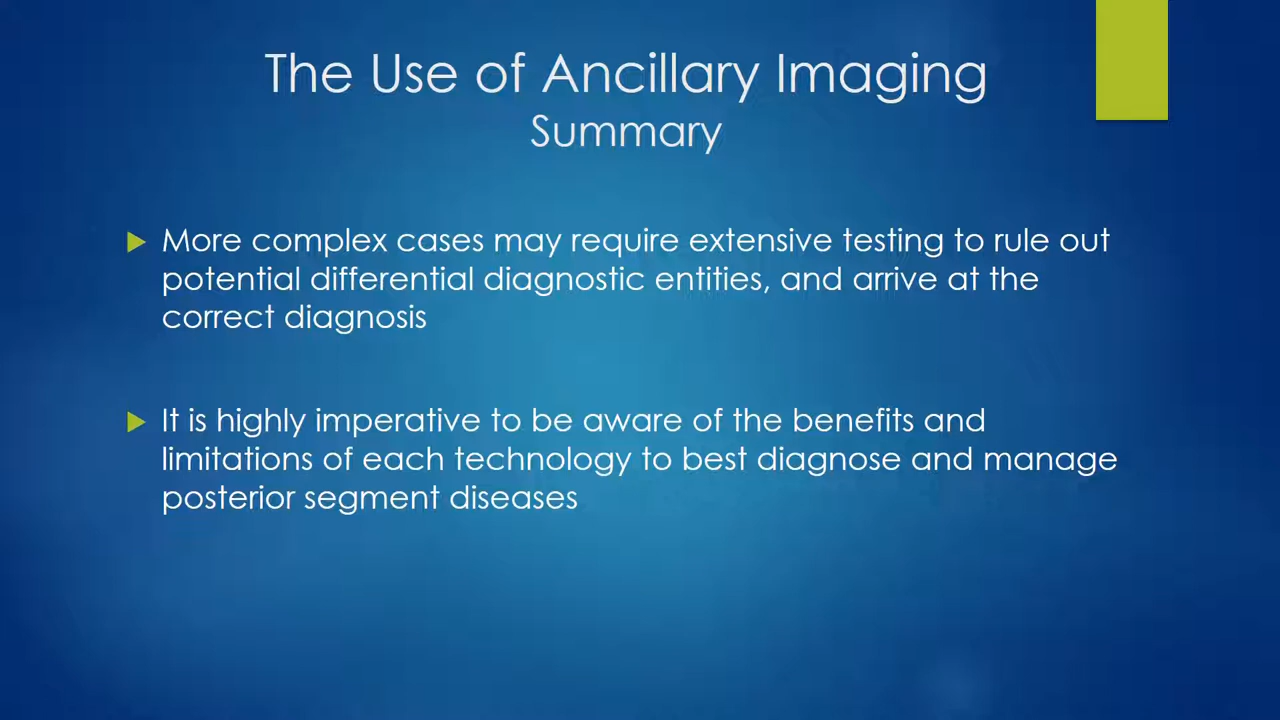 The Use of Ancillary Imaging
Summary
More complex cases may require extensive testing to rule out
potential differential diagnostic entities, and arrive at the
correct diagnosis
It is highly imperative to be aware of the benefits and
limitations of each technology to best diagnose and manage
posterior segment diseases